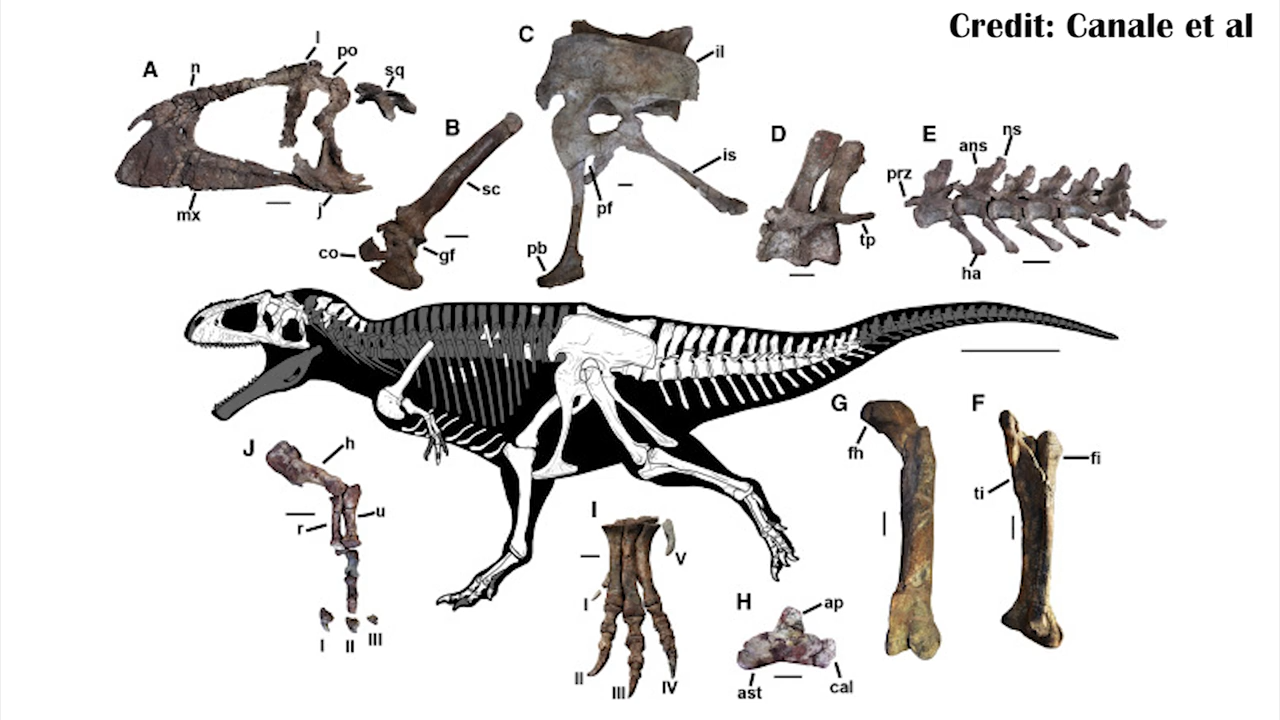 Credit: Canale et al
A
n
l
po
sq
mx
j
B
sc
co
gf
C
il
is
pf
pb
D
tp
E
ns
ans
prz
ha
J
h
r
u
I
II
III
I
V
I
II
III
IV
H
ap
ast
cal
G
fh
F
fi
ti